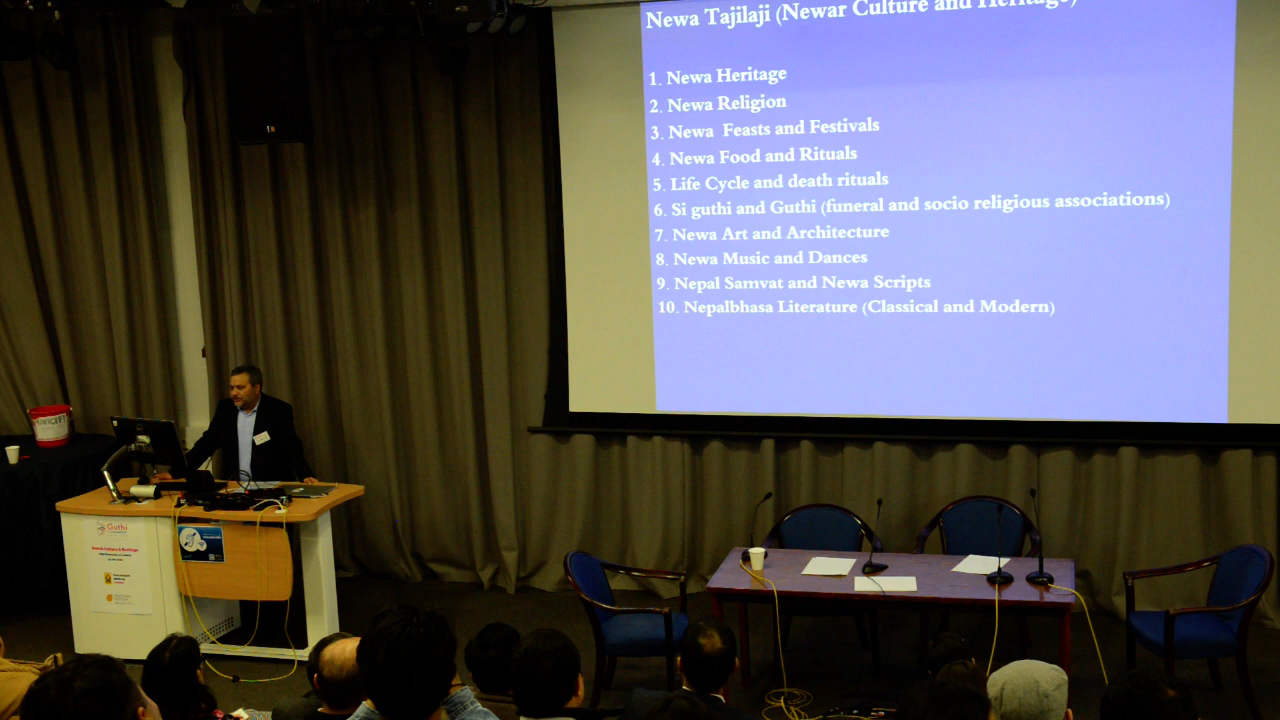 Newa Tajilaji (Newar Culture and Heritage)
1. Newa Heritage
2. Newa Religion
3. Newa Feasts and Festivals
4. Newa Food and Rituals
5. Life Cycle and death rituals
6. Si guthi and Guthi (funeral and socio religious associations)
7. Newa Art and Architecture
8. Newa Music and Dances
9. Nepal Samvat and Newa Scripts
10. Nepalbhasa Literature (Classical and Modern)
Guthi